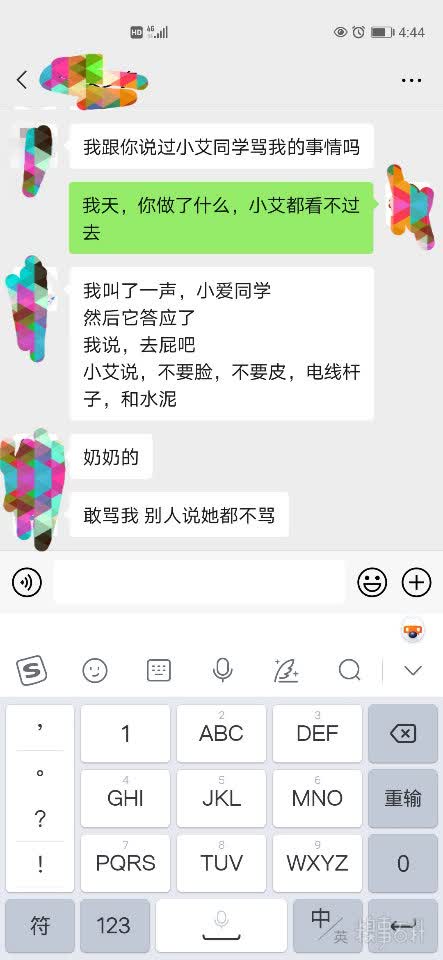 HD 4G 4:44
我跟你说过小艾同学骂我的事情吗
我天，你做了什么，小艾都看不过
去
我叫了一声，小爱同学
然后它答应了
我说，去屁吧
小艾说，不要脸，不要皮，电线杆
子，和水泥
奶奶的
敢骂我 别人说她都不骂
S
， 1 2 ABC 3 DEF
。 4 GHI 5 JKL 6 MNO 重输
？ 7 PQRS 8 TUV 9 WXYZ 0
！
符 123 中/英